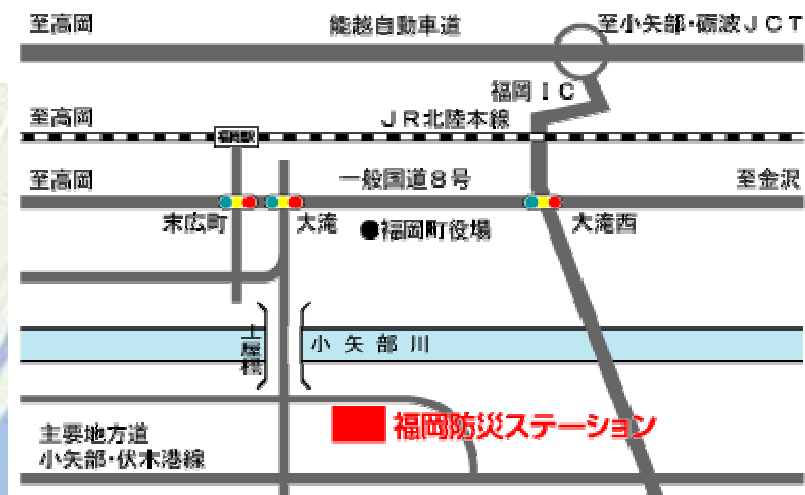 至高岡
能越自動車道
至小矢部・砺波JCT
福岡IC
至高岡
JR北陸本線
福岡駅
至高岡
一般国道8号
至金沢
末広町
大滝
●福岡町役場
大滝西
土屋橋
小矢部川
福岡防災ステーション
主要地方道
小矢部・伏木港線